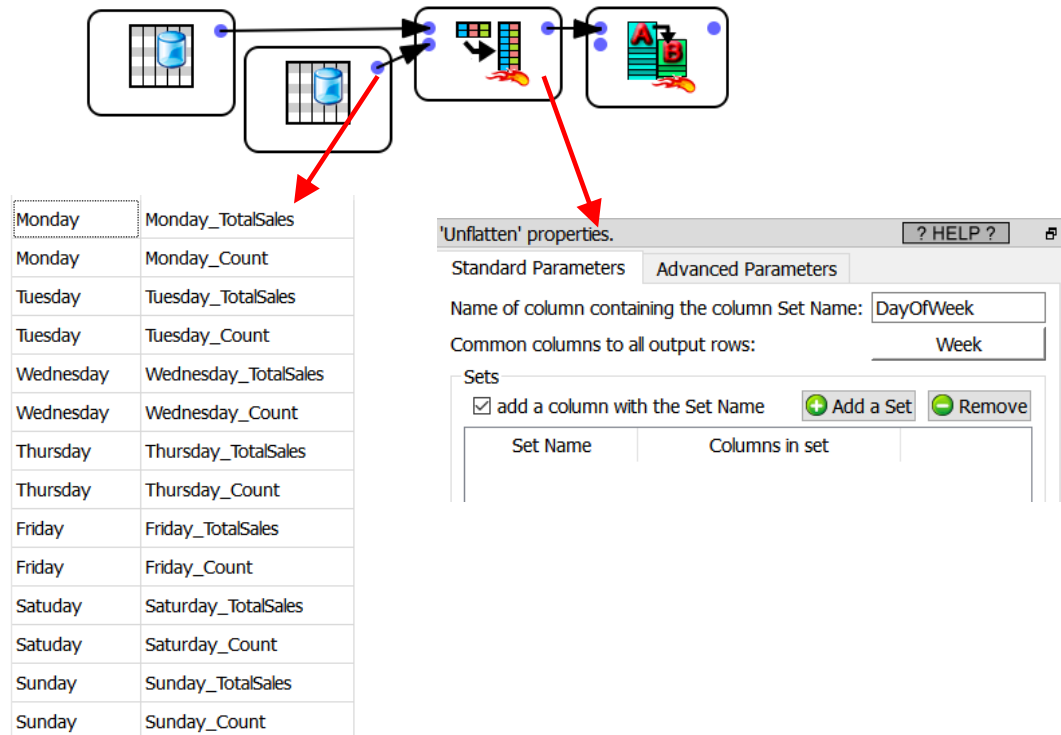 A
B
Monday Monday_TotalSales
Monday Monday_Count
Tuesday Tuesday_TotalSales
Tuesday Tuesday_Count
Wednesday Wednesday_TotalSales
Wednesday Wednesday_Count
Thursday Thursday_TotalSales
Thursday Thursday_Count
Friday Friday_TotalSales
Friday Friday_Count
Satuday Saturday_TotalSales
Satuday Saturday_Count
Sunday Sunday_TotalSales
Sunday Sunday_Count
'Unflatten' properties. ? HELP ?
Standard Parameters Advanced Parameters
Name of column containing the column Set Name: DayOfWeek
Common columns to all output rows: Week
Sets
add a column with the Set Name Add a Set Remove
Set Name Columns in set